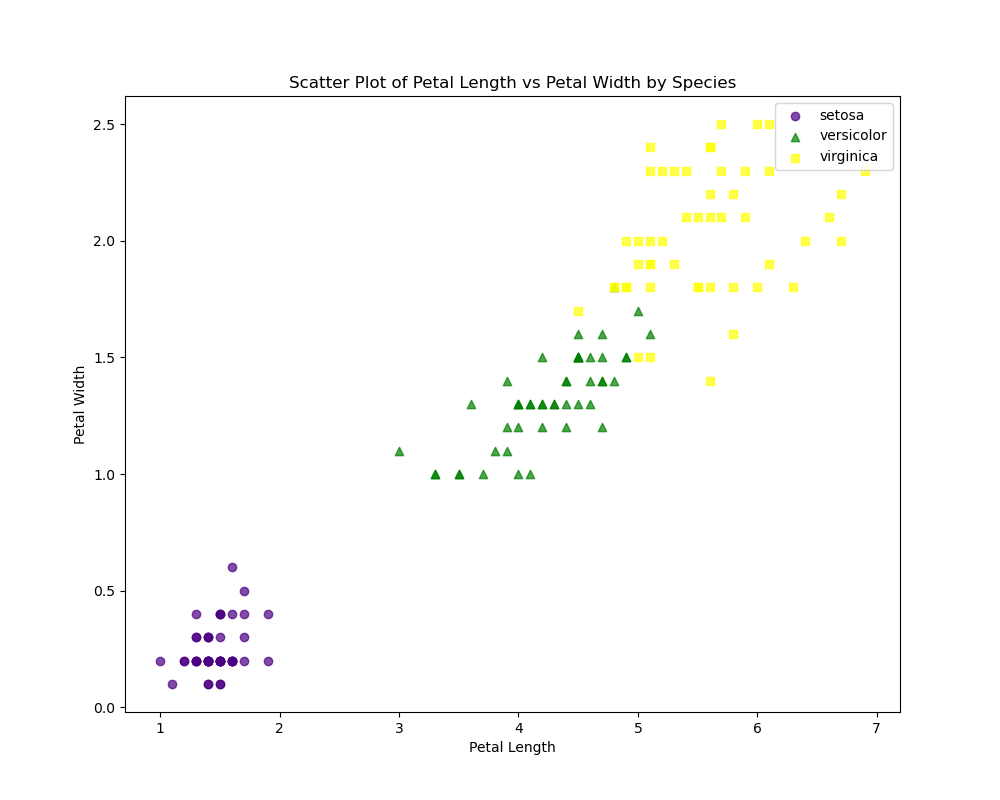 Scatter Plot of Petal Length vs Petal Width by Species
setosa
versicolor
virginica
Petal Width
2.5
2.0
1.5
1.0
0.5
0.0
1 2 3 4 5 6 7
Petal Length